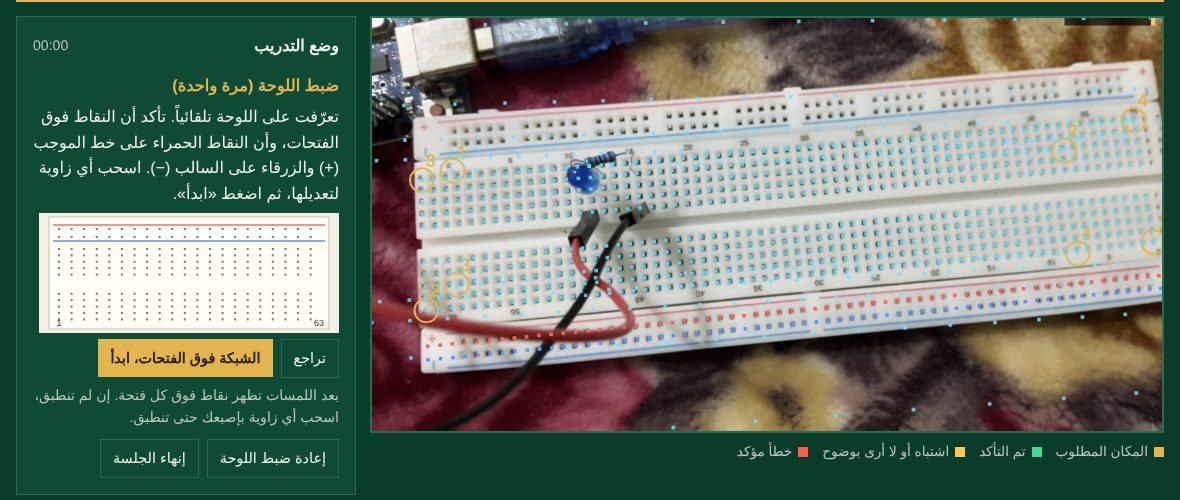 وضع التدريب
00:00
ضبط اللوحة (مرة واحدة)
تعرّفت على اللوحة تلقائياً. تأكد أن النقاط فوق
الفتحات، وأن النقاط الحمراء على خط الموجب
(+) والزرقاء على السالب (−). اسحب أي زاوية
لتعديلها، ثم اضغط «ابدأ».
1
63
تراجع
الشبكة فوق الفتحات، ابدأ
بعد اللمسات تظهر نقاط فوق كل فتحة. إن لم تنطبق،
اسحب أي زاوية بإصبعك حتى تنطبق.
إعادة ضبط اللوحة
إنهاء الجلسة
المكان المطلوب
تم التأكد
اشتباه أو لا أرى بوضوح
خطأ مؤكد